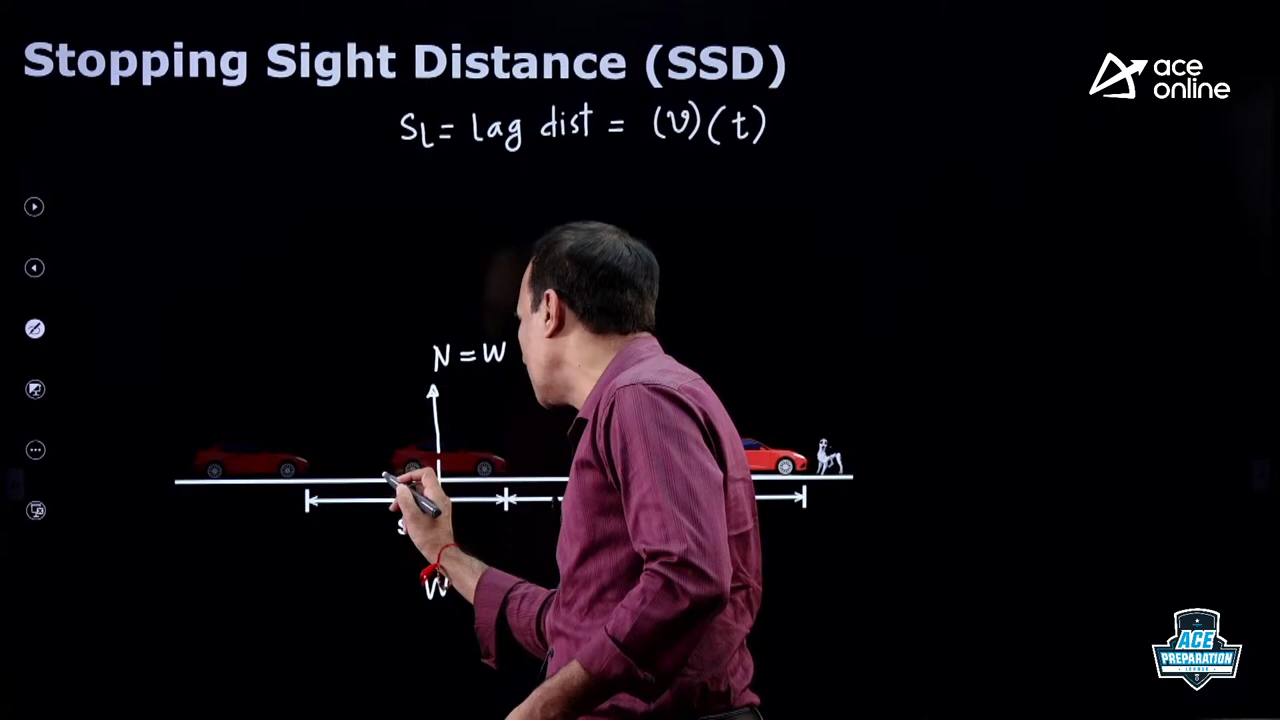 Stopping Sight Distance (SSD)
ace
online
SL = Lag dist = (v) (t)
N = W
S
W
ACE
PREPARATION